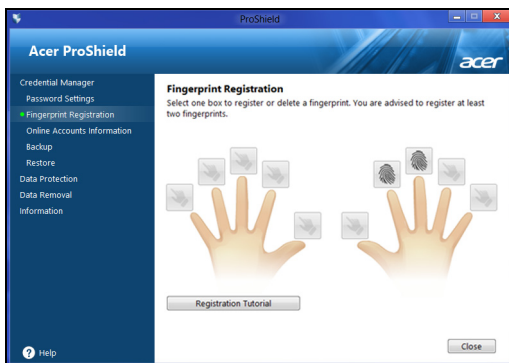 ProShield
Acer ProShield
acer
Credential Manager
Password Settings
Fingerprint Registration
Online Accounts Information
Backup
Restore
Data Protection
Data Removal
Information
Help
Fingerprint Registration
Select one box to register or delete a fingerprint. You are advised to register at least
two fingerprints.
Registration Tutorial
Close